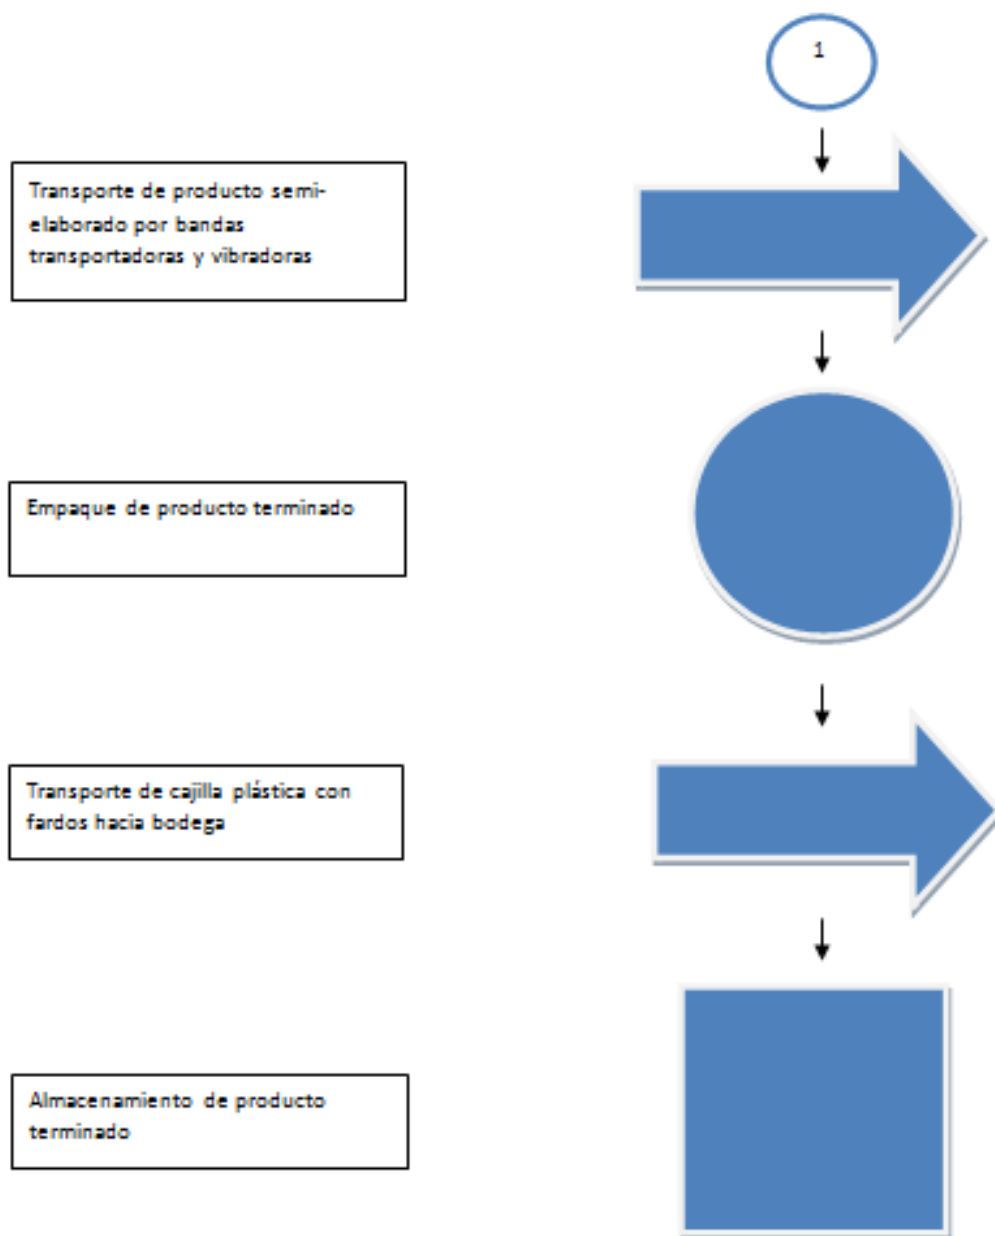 1
Transporte de producto semi-
elaborado por bandas
transportadoras y vibradoras
Empaque de producto terminado
Transporte de cajilla plástica con
fardos hacia bodega
Almacenamiento de producto
terminado